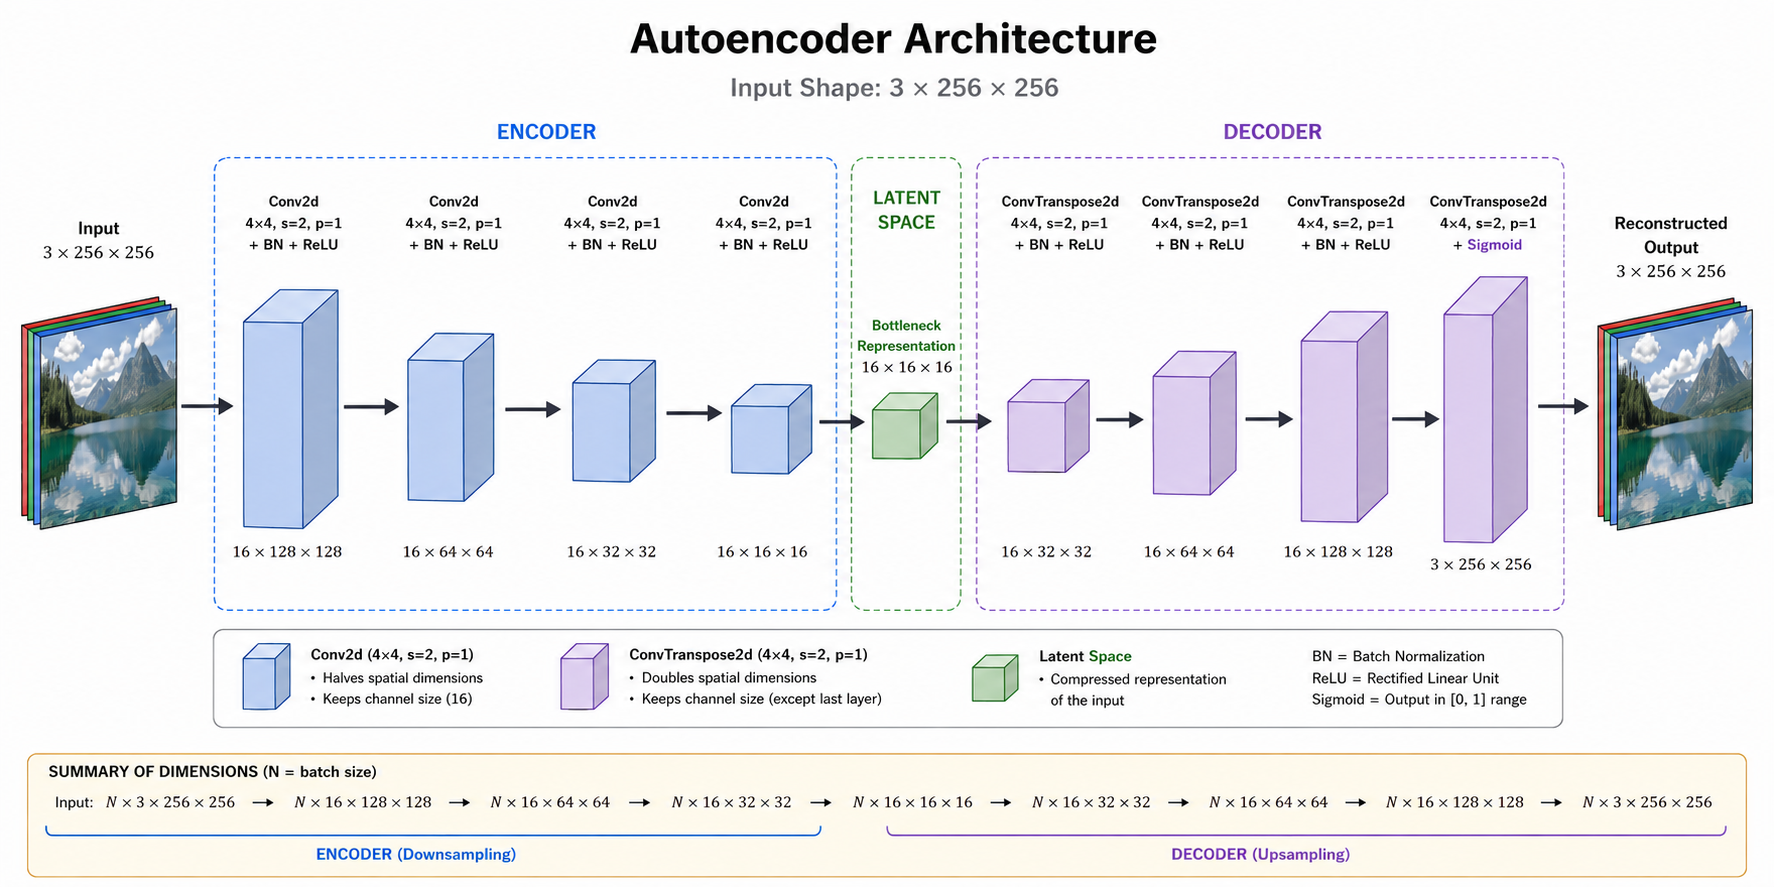 Autoencoder Architecture
Input Shape: 3 × 256 × 256
ENCODER
DECODER
Input
3 × 256 × 256
Conv2d
4×4, s=2, p=1
+ BN + ReLU
16 × 128 × 128
Conv2d
4×4, s=2, p=1
+ BN + ReLU
16 × 64 × 64
Conv2d
4×4, s=2, p=1
+ BN + ReLU
16 × 32 × 32
Conv2d
4×4, s=2, p=1
+ BN + ReLU
16 × 16 × 16
LATENT
SPACE
Bottleneck
Representation
16 × 16 × 16
ConvTranspose2d
4×4, s=2, p=1
+ BN + ReLU
16 × 32 × 32
ConvTranspose2d
4×4, s=2, p=1
+ BN + ReLU
16 × 64 × 64
ConvTranspose2d
4×4, s=2, p=1
+ BN + ReLU
16 × 128 × 128
ConvTranspose2d
4×4, s=2, p=1
+ Sigmoid
3 × 256 × 256
Reconstructed
Output
3 × 256 × 256
Conv2d (4×4, s=2, p=1)
• Halves spatial dimensions
• Keeps channel size (16)
ConvTranspose2d (4×4, s=2, p=1)
• Doubles spatial dimensions
• Keeps channel size (except last layer)
Latent Space
• Compressed representation
of the input
BN = Batch Normalization
ReLU = Rectified Linear Unit
Sigmoid = Output in [0, 1] range
SUMMARY OF DIMENSIONS (N = batch size)
Input: N × 3 × 256 × 256 → N × 16 × 128 × 128 → N × 16 × 64 × 64 → N × 16 × 32 × 32 → N × 16 × 16 × 16 → N × 16 × 32 × 32 → N × 16 × 64 × 64 → N × 16 × 128 × 128 → N × 3 × 256 × 256
ENCODER (Downsampling)
DECODER (Upsampling)